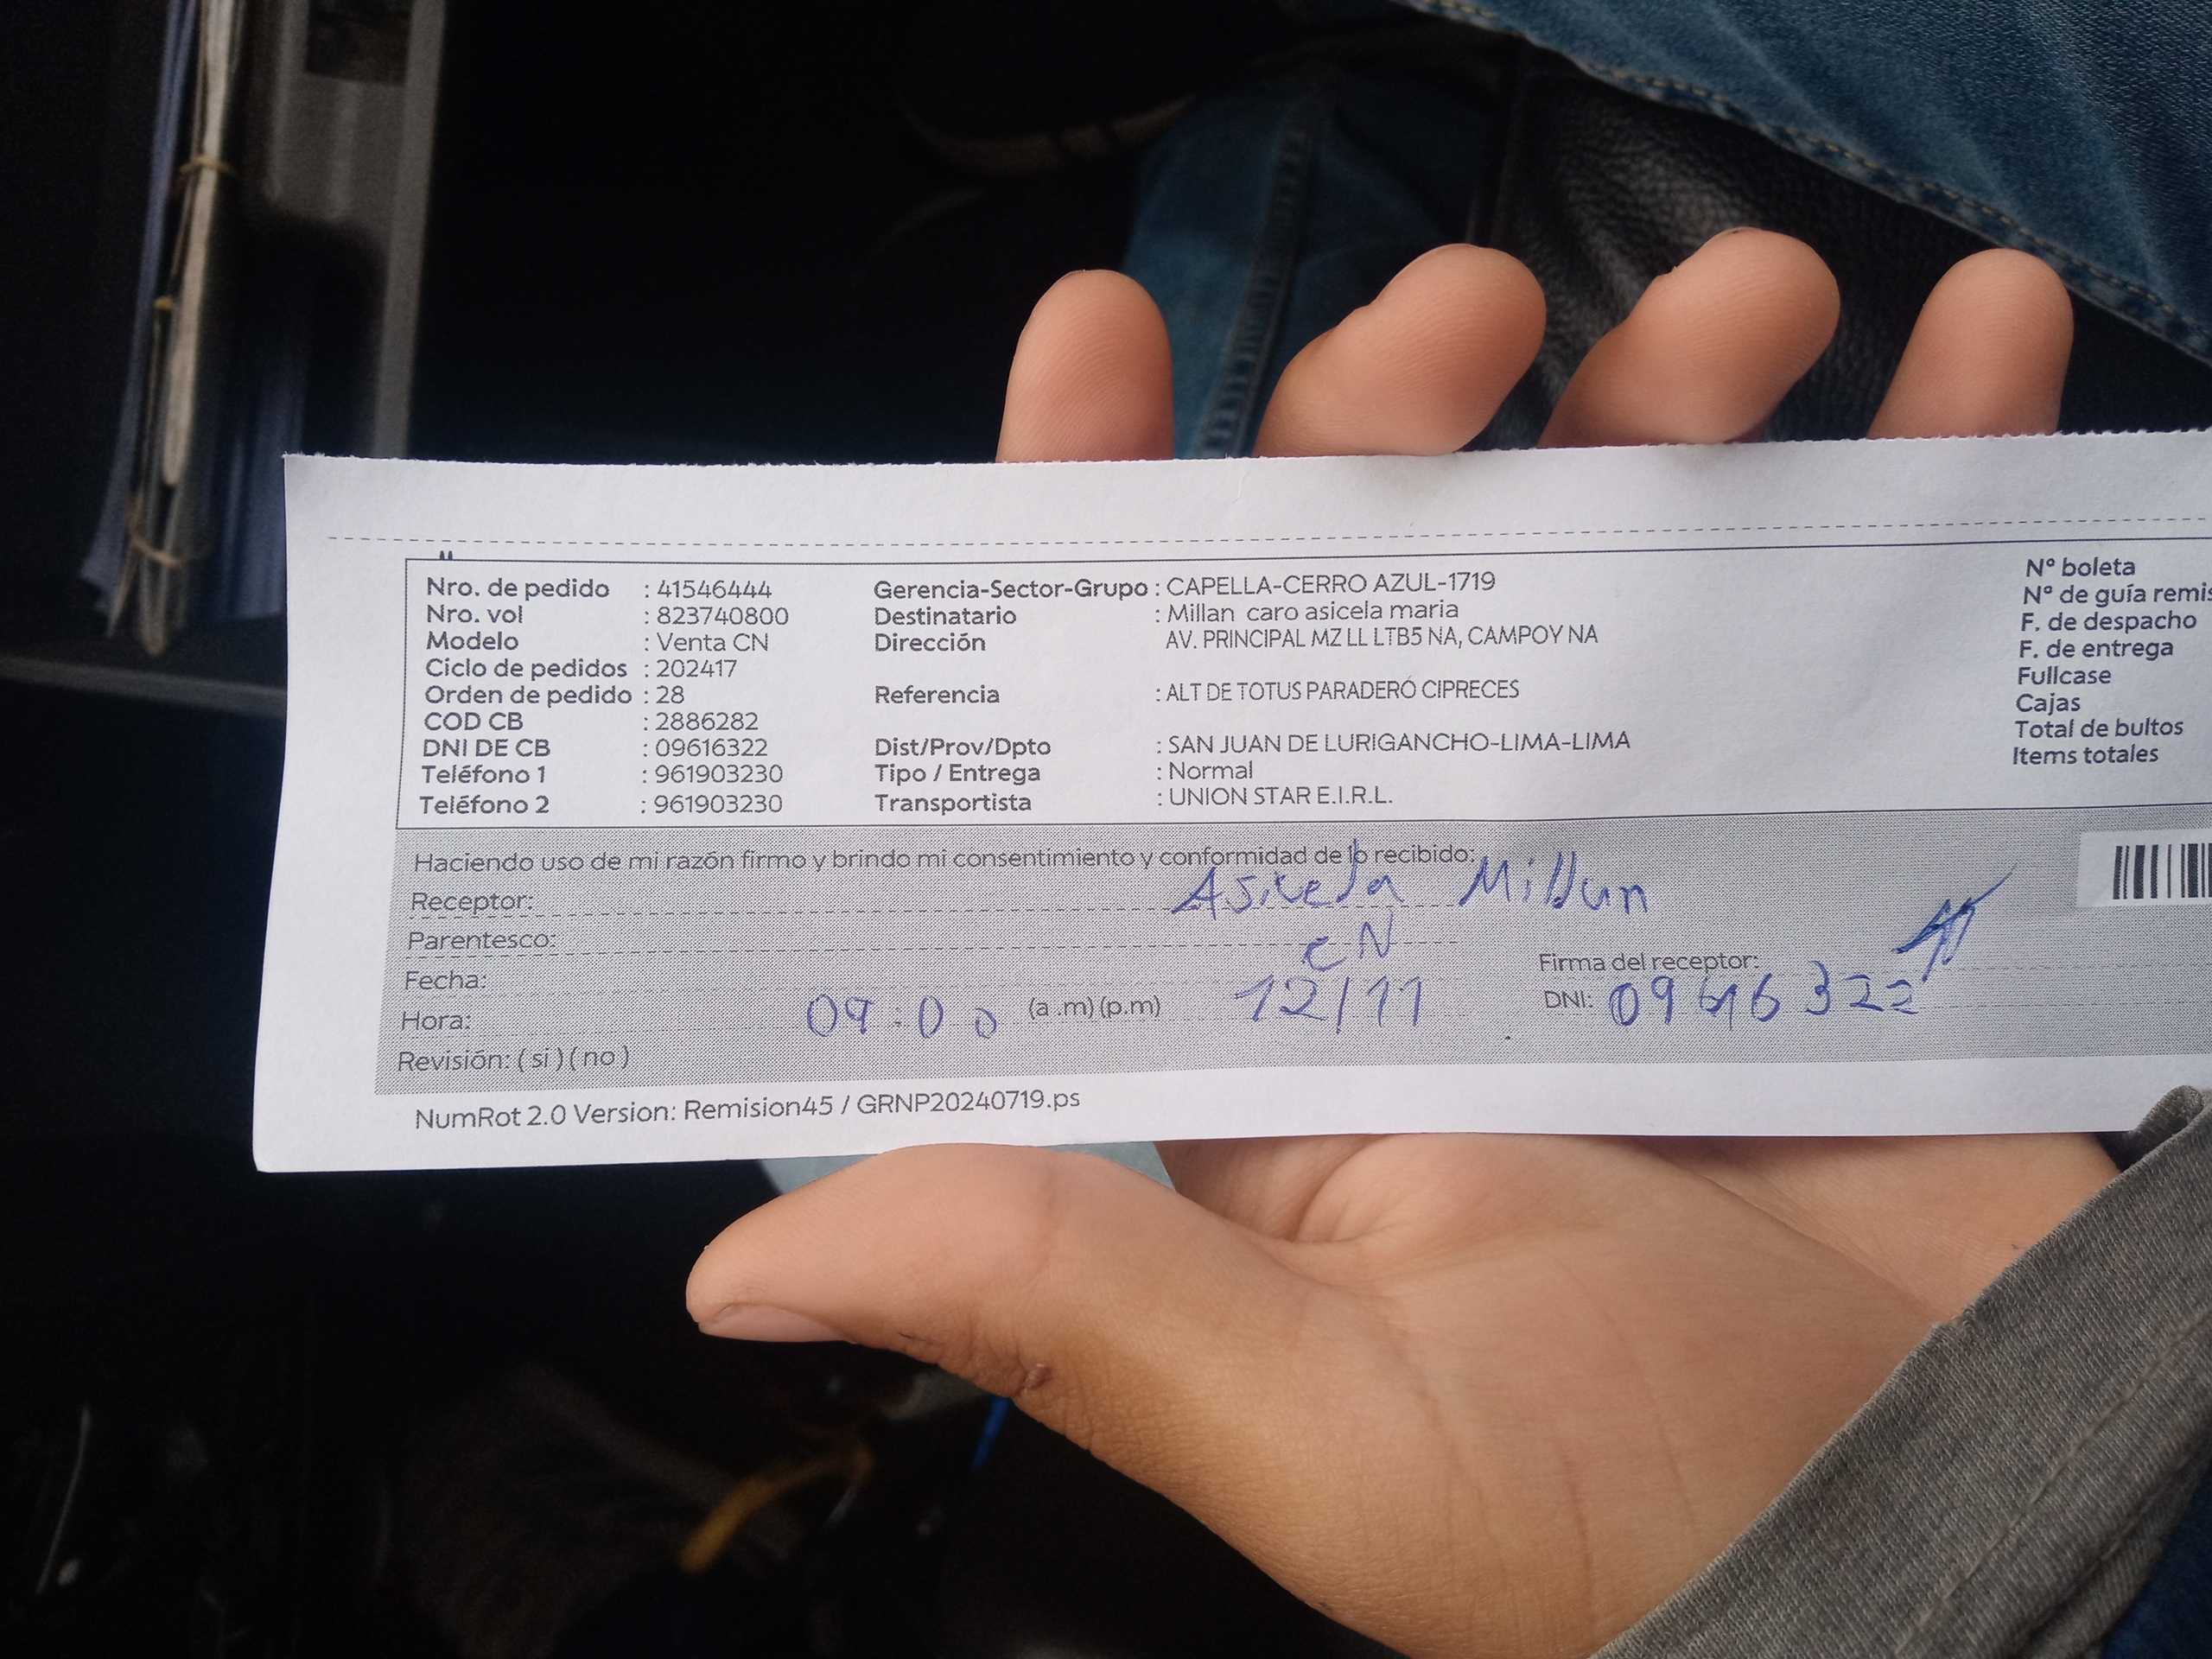 Nro. de pedido : 41546444
Nro. vol : 823740800
Modelo : Venta CN
Ciclo de pedidos : 202417
Orden de pedido : 28
COD CB : 2886282
DNI DE CB : 09616322
Teléfono 1 : 961903230
Teléfono 2 : 961903230
Gerencia-Sector-Grupo : CAPELLA-CERRO AZUL-1719
Destinatario : Millan caro asicela maria
Dirección AV. PRINCIPAL MZ LL LTB5 NA, CAMPOY NA
Referencia : ALT DE TOTUS PARADERO CIPRECES
Dist/Prov/Dpto : SAN JUAN DE LURIGANCHO-LIMA-LIMA
Tipo / Entrega : Normal
Transportista : UNION STAR E.I.R.L.
N° boleta
N° de guía remis
F. de despacho
F. de entrega
Fullcase
Cajas
Total de bultos
Items totales
Haciendo uso de mi razón firmo y brindo mi consentimiento y conformidad de lo recibido:
Receptor: Asicela Millan
Parentesco: CN
Fecha: 12/11
Hora: 09:00 (a .m) (p.m)
Revisión: ( si ) ( no )
Firma del receptor:
DNI: 09616322
NumRot 2.0 Version: Remision45 / GRNP20240719.ps